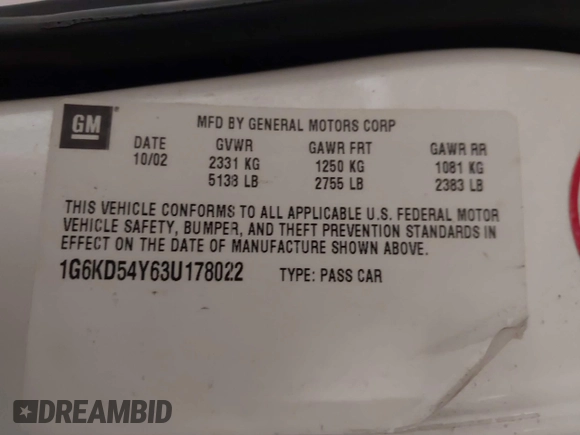 GM
MFD BY GENERAL MOTORS CORP
DATE GVWR GAWR FRT GAWR RR
10/02 2331 KG 1250 KG 1081 KG
5138 LB 2755 LB 2383 LB
THIS VEHICLE CONFORMS TO ALL APPLICABLE U.S. FEDERAL MOTOR
VEHICLE SAFETY, BUMPER, AND THEFT PREVENTION STANDARDS IN
EFFECT ON THE DATE OF MANUFACTURE SHOWN ABOVE.
1G6KD54Y63U178022 TYPE: PASS CAR
DREAMBID